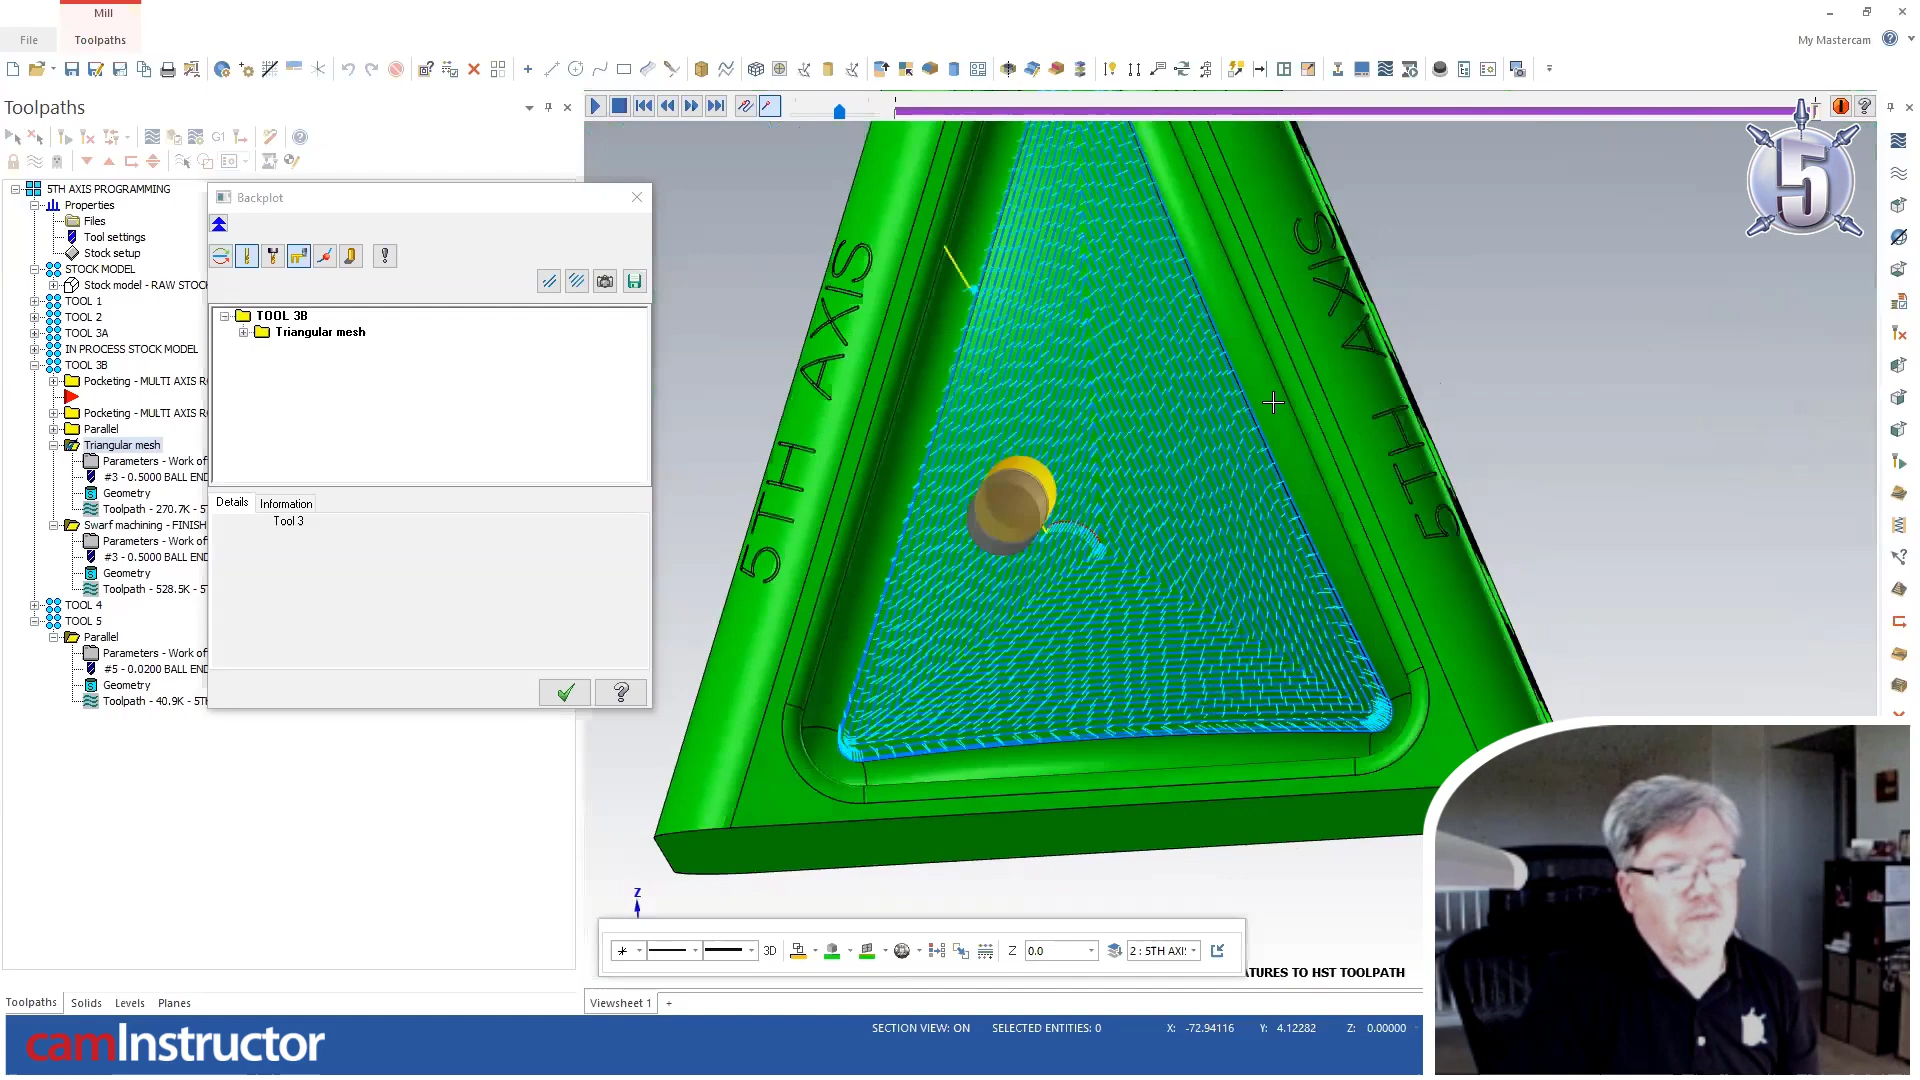 Mill
File
Toolpaths
My Mastercam
Toolpaths
G1
5TH AXIS PROGRAMMING
Properties
Files
Tool settings
Stock setup
STOCK MODEL
Stock model - RAW STOC
TOOL 1
TOOL 2
TOOL 3A
IN PROCESS STOCK MODEL
TOOL 3B
Pocketing - MULTI AXIS R
Pocketing - MULTI AXIS R
Parallel
Triangular mesh
Parameters - Work of
#3 - 0.5000 BALL END
Geometry
Toolpath - 270.7K - 5
Swarf machining - FINISH
Parameters - Work of
#3 - 0.5000 BALL END
Geometry
Toolpath - 528.5K - 5
TOOL 4
TOOL 5
Parallel
Parameters - Work of
#5 - 0.0200 BALL END
Geometry
Toolpath - 40.9K - 5TH
Backplot
TOOL 3B
Triangular mesh
Details
Information
Tool 3
5TH AXIS
5TH AXIS
5
Z
3D
Z
0.0
2 : 5TH AXI
ATURES TO HST TOOLPATH
Toolpaths
Solids
Levels
Planes
Viewsheet 1
+
SECTION VIEW: ON
SELECTED ENTITIES: 0
X: -72.94116
Y: 4.12282
Z: 0.00000
camInstructor